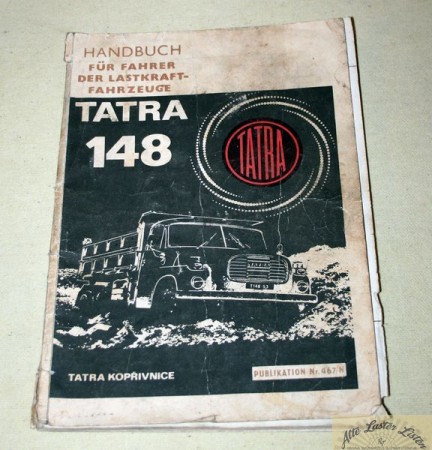 HANDBUCH
FÜR FAHRER
DER LASTKRAFT-
FAHRZEUGE
TATRA
148
TATRA
TATRA KOPŘIVNICE
PUBLIKATION Nr. 467 N
Alte Laster Listen